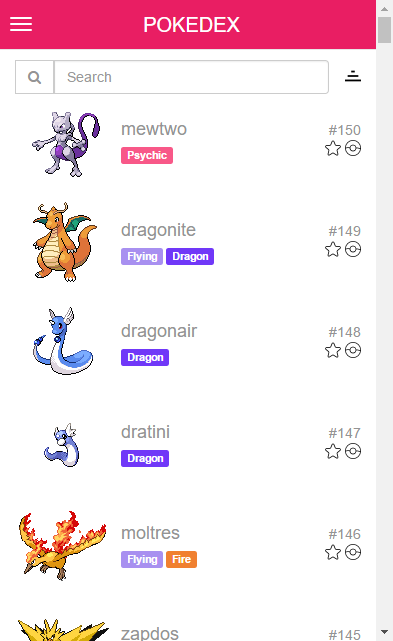 POKEDEX
Search
mewtwo #150
Psychic
dragonite #149
Flying Dragon
dragonair #148
Dragon
dratini #147
Dragon
moltres #146
Flying Fire
zapdos #145